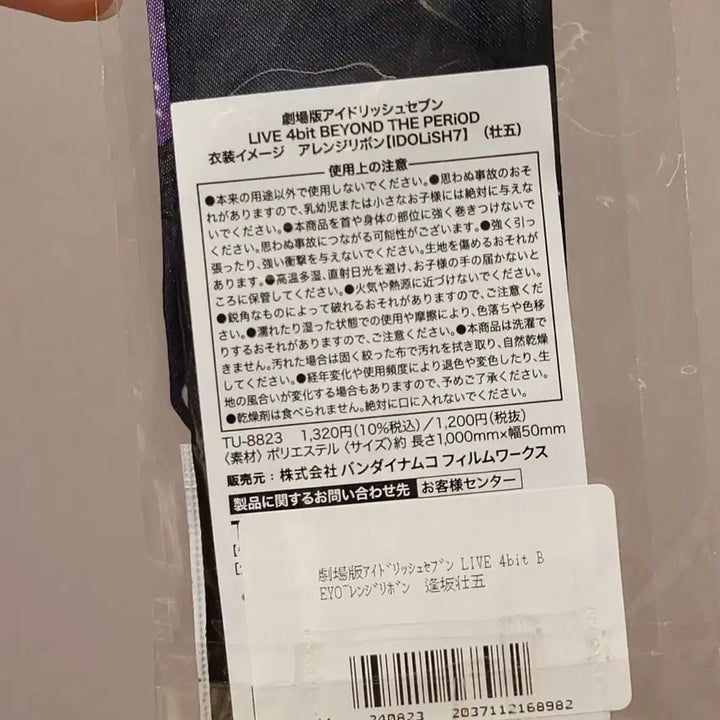 劇場版アイドリッシュセブン
LIVE 4bit BEYOND THE PERiOD
衣装イメージ アレンジリボン【IDOLiSH7】（壮五）
使用上の注意
●本来の用途以外で使用しないでください。●思わぬ事故のおそ
れがありますので、乳幼児または小さなお子様には絶対に与えな
いでください。●本商品を首や身体の部位に強く巻きつけないで
ください。思わぬ事故につながる可能性がございます。●強く引っ
張ったり、強い衝撃を与えないでください。生地を傷めるおそれが
あります。●高温多湿、直射日光を避け、お子様の手の届かないと
ころに保管してください。●火気や熱源に近づけないでください。
●鋭角なものによって破れるおそれがありますので、ご注意くだ
さい。●濡れたり湿った状態での使用や摩擦により、色落ちや色移
りするおそれがありますので、ご注意ください。●本商品は洗濯で
きません。汚れた場合は固く絞った布で汚れを拭き取り、自然乾燥
してください。●経年変化や使用頻度により退色や変色したり、生
地の風合いが変化する場合もありますので、予めご了承ください。
●乾燥剤は食べられません。絶対に口に入れないでください。
TU-8823 1,320円(10%税込)／1,200円(税抜)
〈素材〉ポリエステル〈サイズ〉約 長さ1,000mm×幅50mm
販売元：株式会社 バンダイナムコ フィルムワークス
製品に関するお問い合わせ先 お客様センター
劇場版ｱｲﾄﾞﾘｯｼｭｾﾌﾞﾝ LIVE 4bit B
EYO~ﾚﾝｼﾞﾘﾎﾞﾝ 逢坂壮五
240823 2037112168982